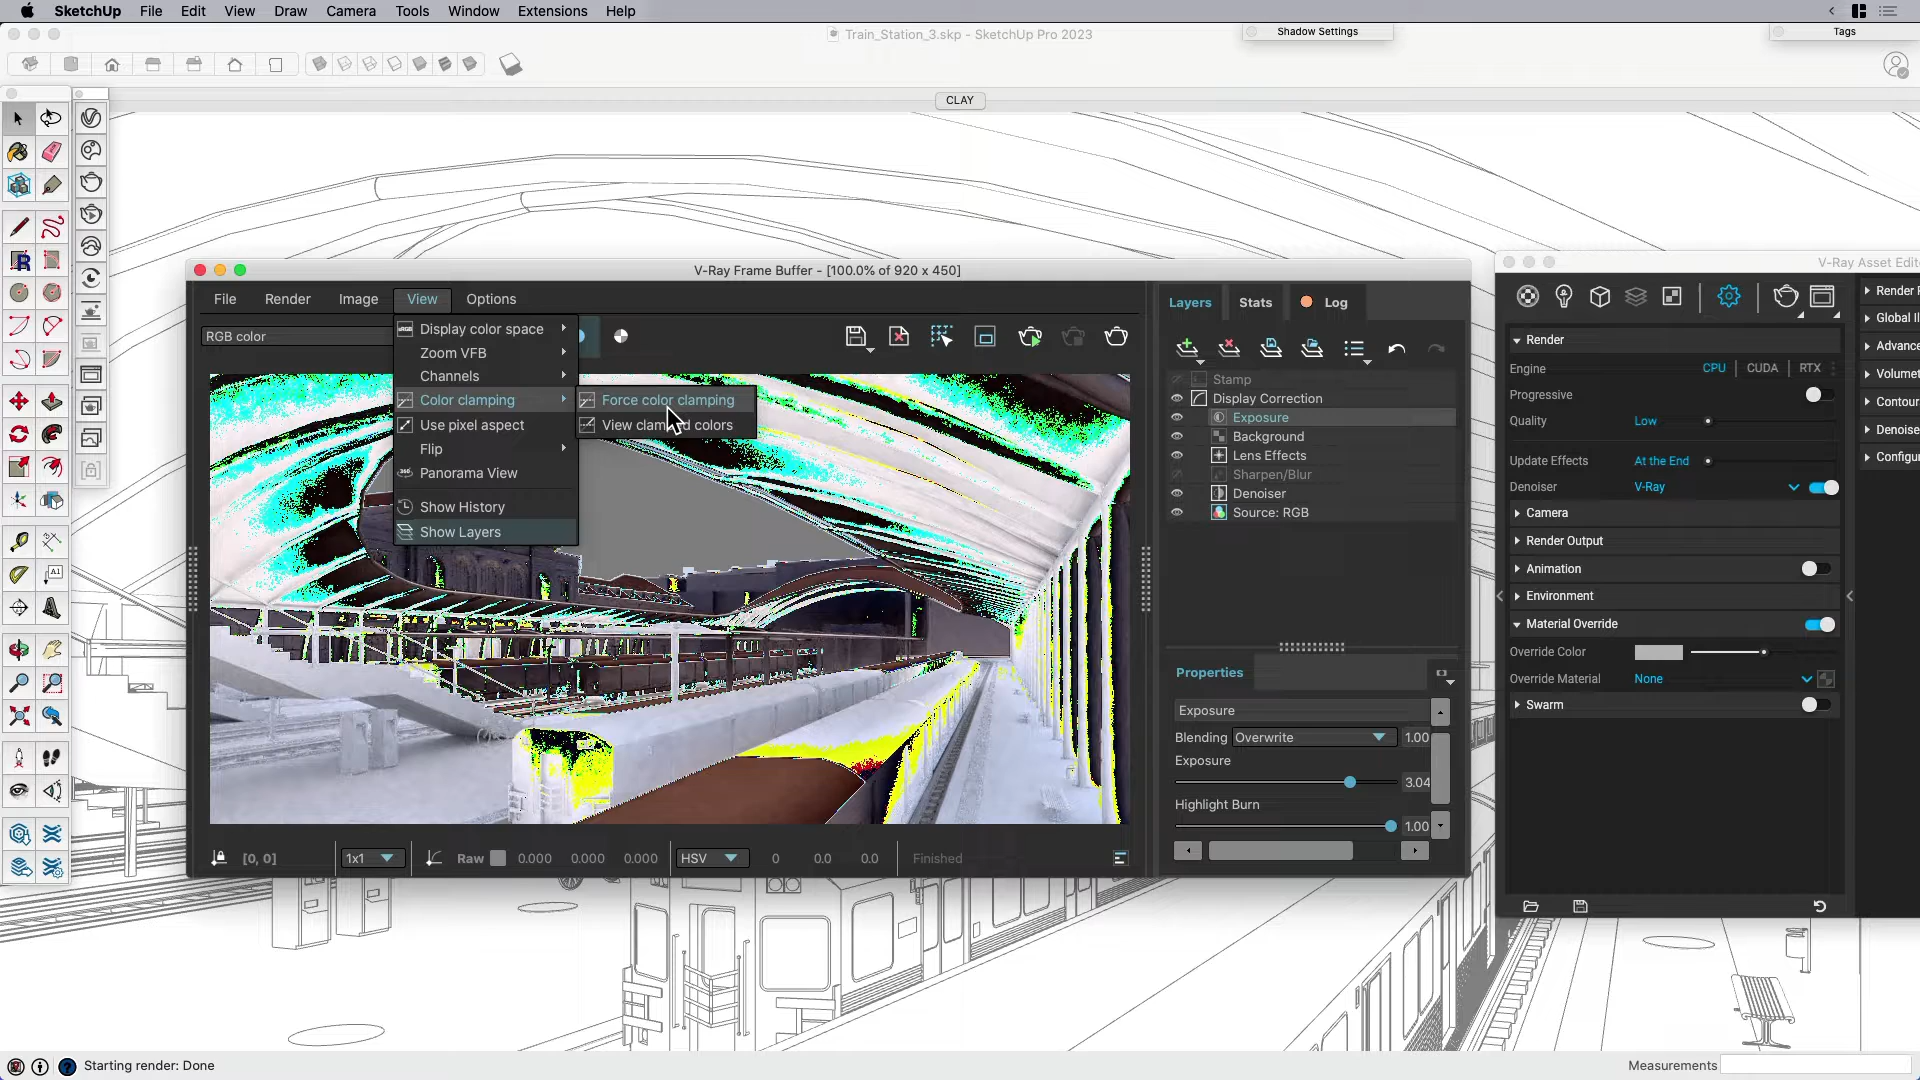 SketchUp File Edit View Draw Camera Tools Window Extensions Help
Train_Station_3.skp - SketchUp Pro 2023
Shadow Settings
Tags
CLAY
V-Ray Frame Buffer - [100.0% of 920 x 450]
File Render Image View Options
RGB color
Display color space
Zoom VFB
Channels
Color clamping
Use pixel aspect
Flip
Panorama View
Show History
Show Layers
Force color clamping
View clamped colors
[0, 0]
1x1
Raw 0.000 0.000 0.000
HSV 0 0.0 0.0
Finished
Layers Stats Log
Stamp
Display Correction
Exposure
Background
Lens Effects
Sharpen/Blur
Denoiser
Source: RGB
Properties
Exposure
Blending Overwrite 1.00
Exposure
3.04
Highlight Burn
1.00
V-Ray Asset Edit
Render
Engine CPU CUDA RTX
Progressive
Quality Low
Update Effects At the End
Denoiser V-Ray
Camera
Render Output
Animation
Environment
Material Override
Override Color
Override Material None
Swarm
Render
Global Il
Advance
Volumet
Contour
Denoise
Configu
A1
Starting render: Done
Measurements